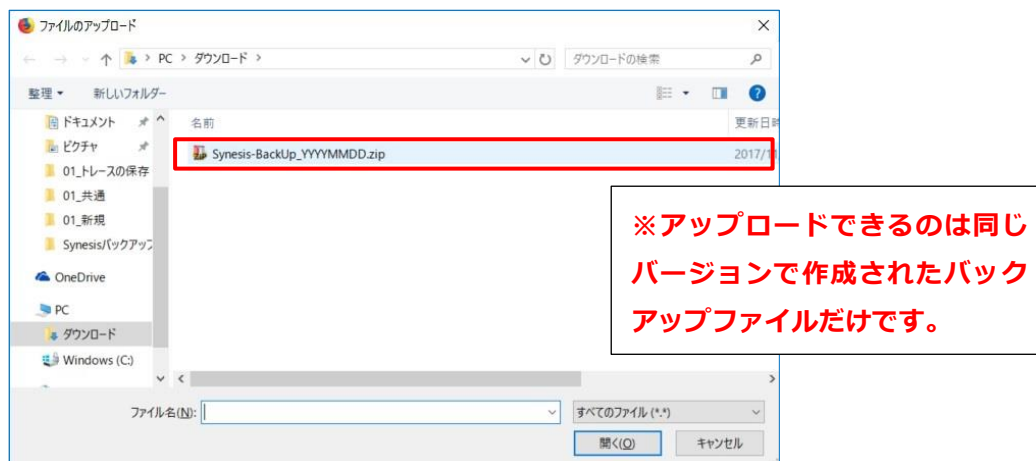 ファイルのアップロード
PC > ダウンロード >
ダウンロードの検索
整理
新しいフォルダー
ドキュメント
名前
更新日時
ピクチャ
Synesis-BackUp_YYYYMMDD.zip
2017/11
01_トレースの保存
01_共通
01_新規
Synesisバックアップ
OneDrive
PC
ダウンロード
Windows (C:)
※アップロードできるのは同じ
バージョンで作成されたバック
アップファイルだけです。
ファイル名(N):
すべてのファイル (*.*)
開く(O)
キャンセル